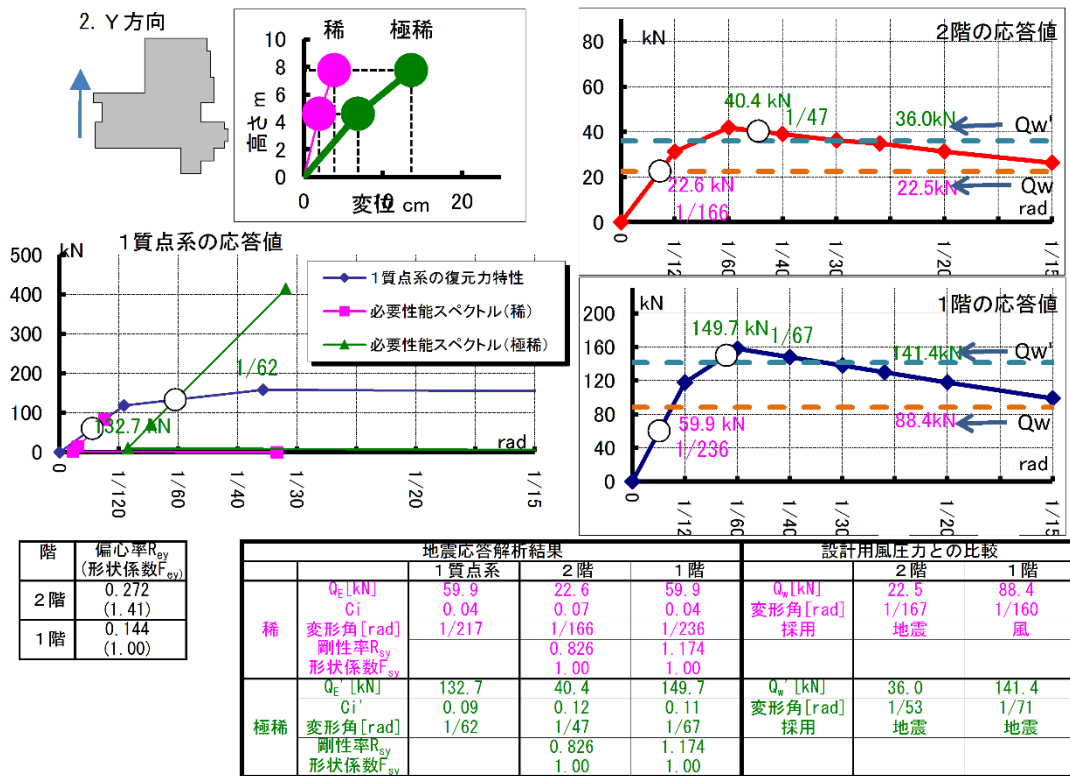 2. Y方向
稀 極稀
高さ m
10
8
6
4
2
0
0 10 20
変位 cm
2階の応答値
kN
80
60
40
20
0
40.4 kN
1/47
36.0kN
Qw'
22.6 kN
1/166
22.5kN
Qw
rad
0 1/12 1/60 1/40 1/30 1/20 1/15
1質点系の応答値
kN
500
400
300
200
100
0
1質点系の復元力特性
必要性能スペクトル(稀)
必要性能スペクトル(極稀)
1/62
132.7 kN
rad
0 1/120 1/60 1/40 1/30 1/20 1/15
1階の応答値
kN
200
160
120
80
40
0
149.7 kN
1/67
141.4kN
Qw'
59.9 kN
1/236
88.4kN
Qw
rad
0 1/12 1/60 1/40 1/30 1/20 1/15
階 偏心率Rey
(形状係数Fey)
2階 0.272
(1.41)
1階 0.144
(1.00)
地震応答解析結果 設計用風圧力との比較
1質点系 2階 1階 2階 1階
稀 QE[kN] 59.9 22.6 59.9 Qw[kN] 22.5 88.4
Ci 0.04 0.07 0.04 変形角[rad] 1/167 1/160
変形角[rad] 1/217 1/166 1/236 採用 地震 風
剛性率Rsy 0.826 1.174
形状係数Fsy 1.00 1.00
極稀 QE'[kN] 132.7 40.4 149.7 Qw'[kN] 36.0 141.4
Ci' 0.09 0.12 0.11 変形角[rad] 1/53 1/71
変形角[rad] 1/62 1/47 1/67 採用 地震 地震
剛性率Rsy 0.826 1.174
形状係数Fsy 1.00 1.00